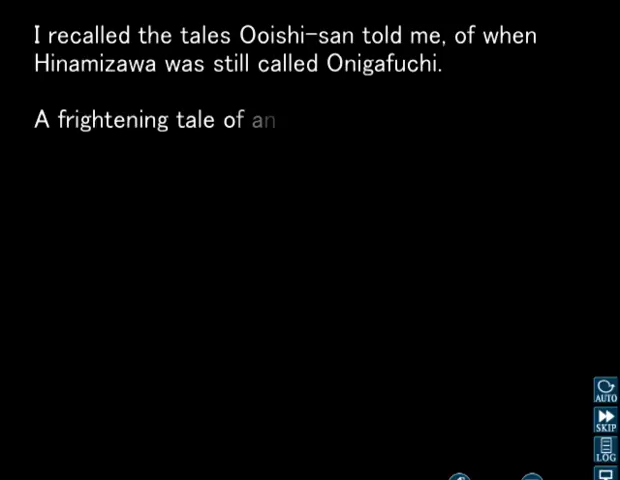 I recalled the tales Ooishi-san told me, of when
Hinamizawa was still called Onigafuchi.
A frightening tale of an
AUTO
SKIP
LOG